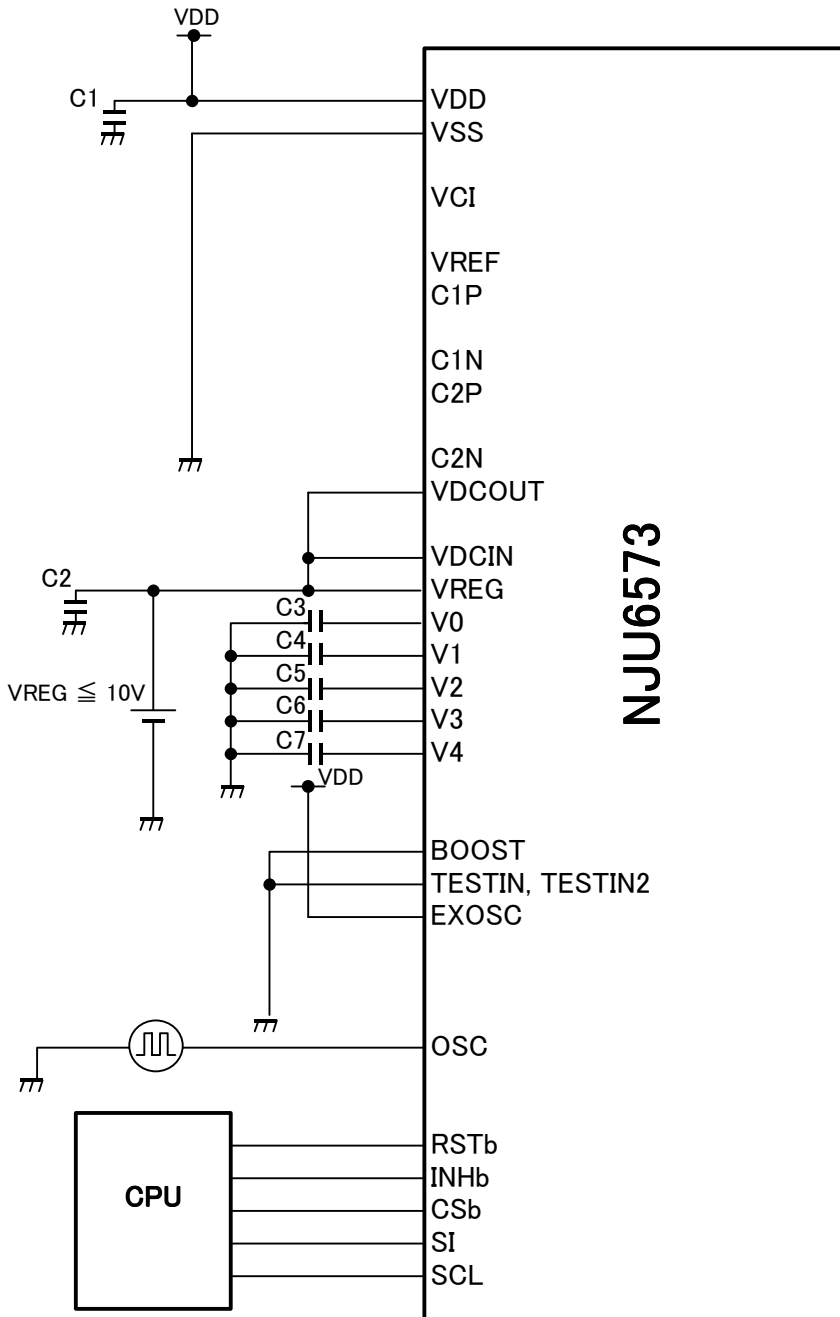 VDD
C1
VDD
VSS
VCI
VREF
C1P
C1N
C2P
C2N
VDCOUT
VDCIN
C2
VREG
C3
V0
C4
V1
C5
V2
VREG ≦ 10V
C6
V3
C7
V4
VDD
BOOST
TESTIN, TESTIN2
EXOSC
OSC
RSTb
INHb
CPU
CSb
SI
SCL
NJU6573